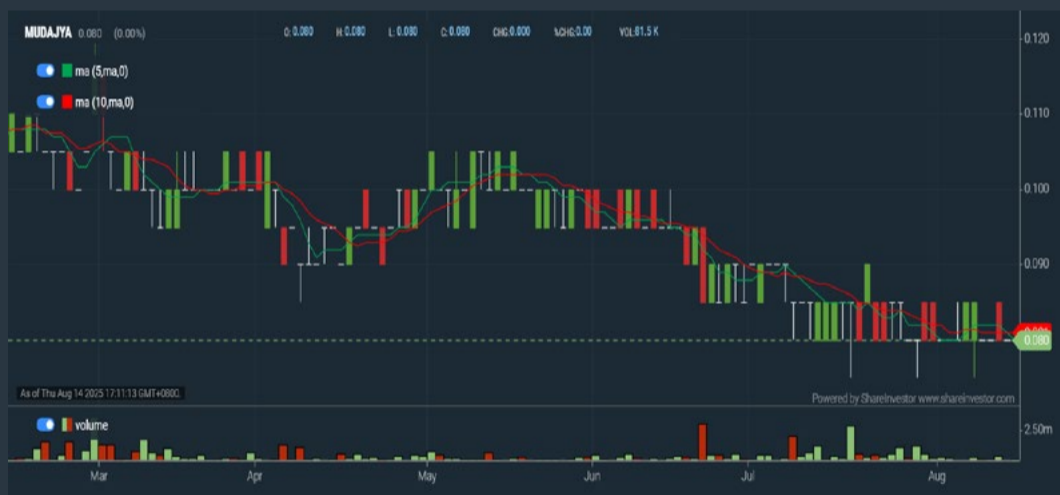 MUDAJYA 0.080 (0.00%) O: 0.080 H: 0.080 L: 0.080 C: 0.080 CHG: 0.000 %CHG: 0.00 VOL: 81.5 K
ma (5,ma,0)
ma (10,ma,0)
0.120
0.110
0.100
0.090
0.080
As of Thu Aug 14 2025 17:11:13 GMT+0800.
Powered by ShareInvestor www.shareinvestor.com
volume
2.50m
Mar Apr May Jun Jul Aug